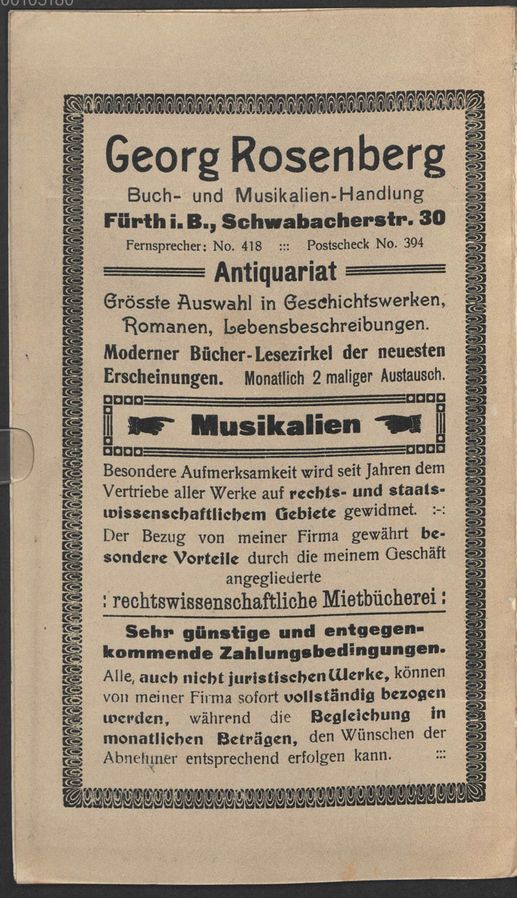 00105180
Georg Rosenberg
Buch- und Musikalien-Handlung
Fürth i. B., Schwabacherstr. 30
Fernsprecher: No. 418 ::: Postscheck No. 394
Antiquariat
Grösste Auswahl in Geschichtswerken,
Romanen, Lebensbeschreibungen.
Moderner Bücher-Lesezirkel der neuesten
Erscheinungen. Monatlich 2 maliger Austausch.
Musikalien
Besondere Aufmerksamkeit wird seit Jahren dem
Vertriebe aller Werke auf rechts- und staats-
wissenschaftlichem Gebiete gewidmet. :-:
Der Bezug von meiner Firma gewährt be-
sondere Vorteile durch die meinem Geschäft
angegliederte
: rechtswissenschaftliche Mietbücherei :
Sehr günstige und entgegen-
kommende Zahlungsbedingungen.
Alle, auch nicht juristischen Werke, können
von meiner Firma sofort vollständig bezogen
werden, während die Begleichung in
monatlichen Beträgen, den Wünschen der
Abnehmer entsprechend erfolgen kann. :::